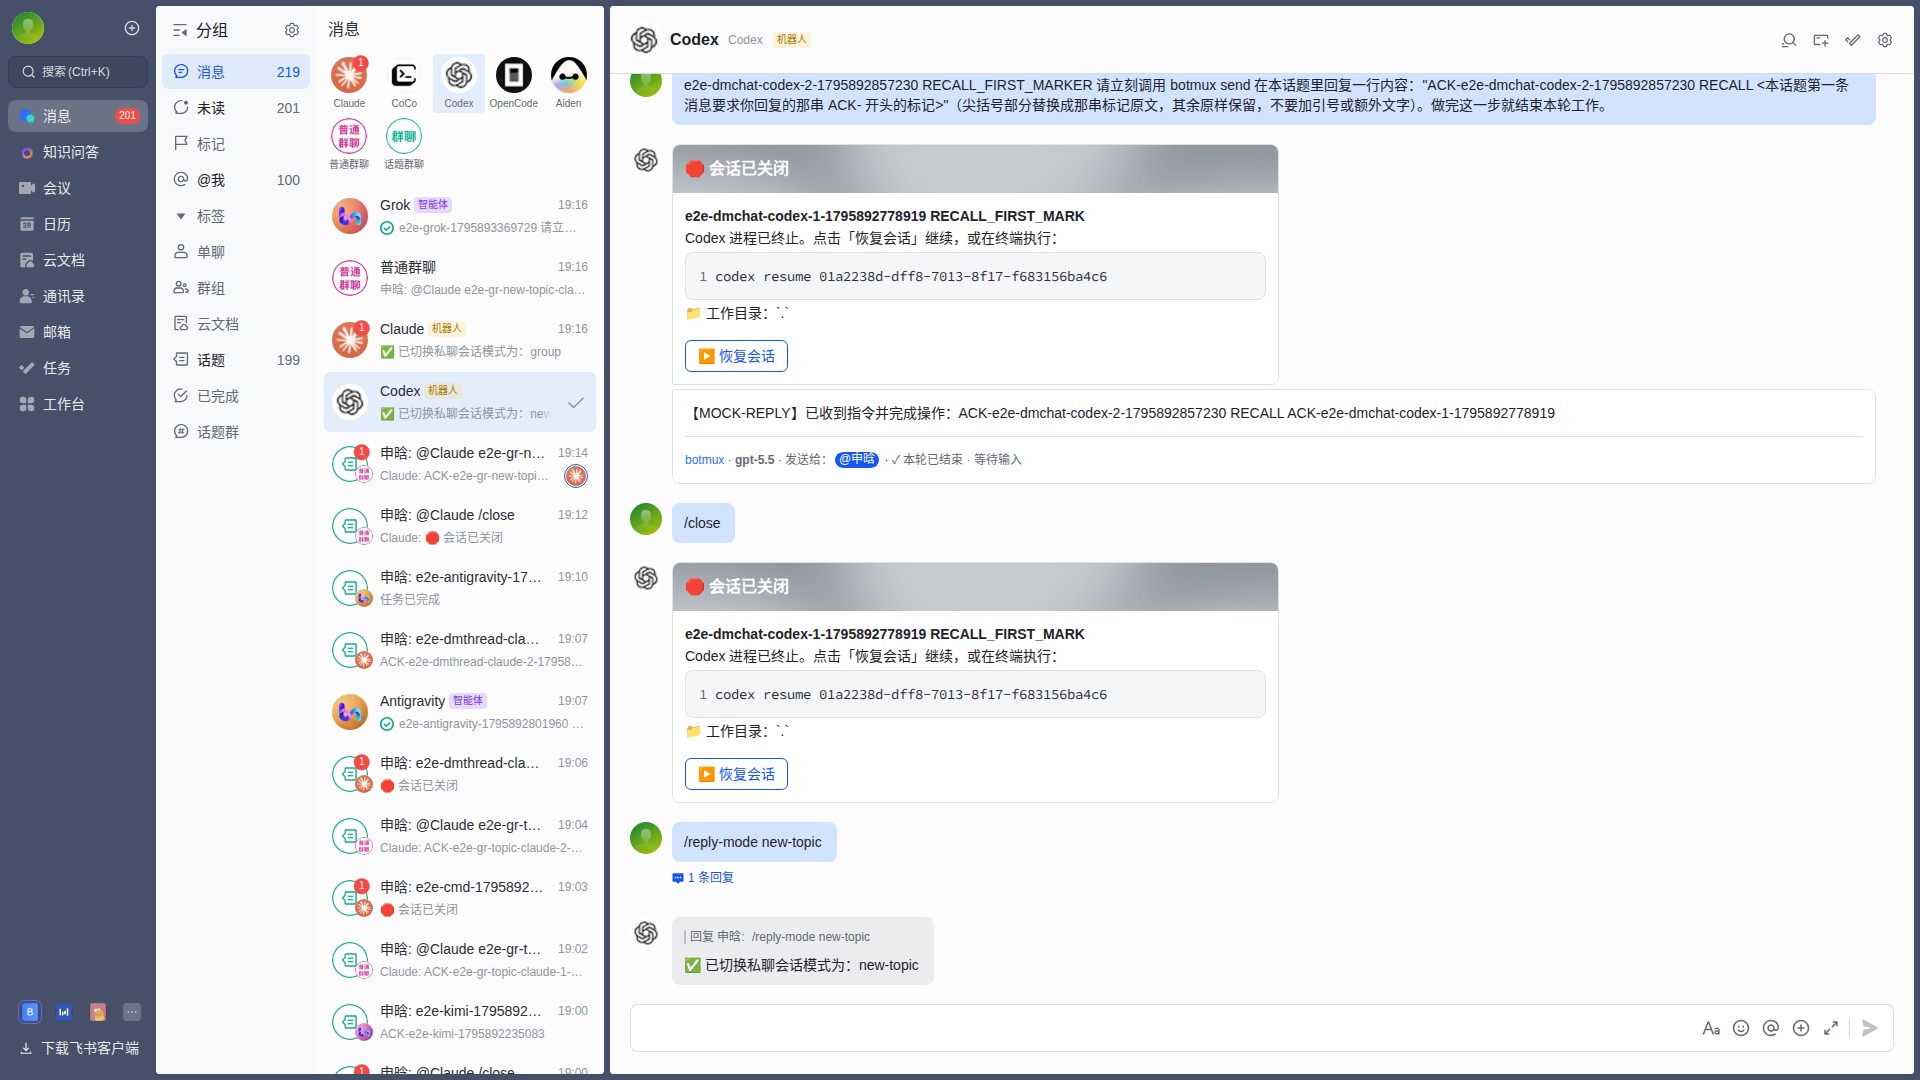 搜索 (Ctrl+K)
消息
201
知识问答
会议
日历
云文档
通讯录
邮箱
任务
工作台
下载飞书客户端
分组
消息 219
未读 201
标记
@我 100
标签
单聊
群组
云文档
话题 199
已完成
话题群
消息
1
Claude
CoCo
Codex
OpenCode
Aiden
普通群聊
普通群聊
群聊
话题群聊
Grok 智能体 19:16
e2e-grok-1795893369729 请立…
普通群聊
普通群聊 19:16
申晗: @Claude e2e-gr-new-topic-cla…
1
Claude 机器人 19:16
✅ 已切换私聊会话模式为：group
Codex 机器人
✅ 已切换私聊会话模式为：new
1
申晗: @Claude e2e-gr-n… 19:14
Claude: ACK-e2e-gr-new-topi…
申晗: @Claude /close 19:12
Claude: 🛑 会话已关闭
申晗: e2e-antigravity-17… 19:10
任务已完成
申晗: e2e-dmthread-cla… 19:07
ACK-e2e-dmthread-claude-2-17958…
Antigravity 智能体 19:07
e2e-antigravity-1795892801960 …
1
申晗: e2e-dmthread-cla… 19:06
🛑 会话已关闭
申晗: @Claude e2e-gr-t… 19:04
Claude: ACK-e2e-gr-topic-claude-2-…
1
申晗: e2e-cmd-1795892… 19:03
🛑 会话已关闭
申晗: @Claude e2e-gr-t… 19:02
Claude: ACK-e2e-gr-topic-claude-1-…
申晗: e2e-kimi-1795892… 19:00
ACK-e2e-kimi-1795892235083
1
申晗: @Claude /close 19:00
Codex Codex 机器人
e2e-dmchat-codex-2-1795892857230 RECALL_FIRST_MARKER 请立刻调用 botmux send 在本话题里回复一行内容："ACK-e2e-dmchat-codex-2-1795892857230 RECALL <本话题第一条
消息要求你回复的那串 ACK- 开头的标记>"（尖括号部分替换成那串标记原文，其余原样保留，不要加引号或额外文字）。做完这一步就结束本轮工作。
🛑 会话已关闭
e2e-dmchat-codex-1-1795892778919 RECALL_FIRST_MARK
Codex 进程已终止。点击「恢复会话」继续，或在终端执行：
1 codex resume 01a2238d-dff8-7013-8f17-f683156ba4c6
📁 工作目录：`.`
▶️ 恢复会话
【MOCK-REPLY】已收到指令并完成操作：ACK-e2e-dmchat-codex-2-1795892857230 RECALL ACK-e2e-dmchat-codex-1-1795892778919
botmux · gpt-5.5 · 发送给：@申晗 · ✓ 本轮已结束 · 等待输入
/close
🛑 会话已关闭
e2e-dmchat-codex-1-1795892778919 RECALL_FIRST_MARK
Codex 进程已终止。点击「恢复会话」继续，或在终端执行：
1 codex resume 01a2238d-dff8-7013-8f17-f683156ba4c6
📁 工作目录：`.`
▶️ 恢复会话
/reply-mode new-topic
1 条回复
回复 申晗：/reply-mode new-topic
✅ 已切换私聊会话模式为：new-topic
Aa